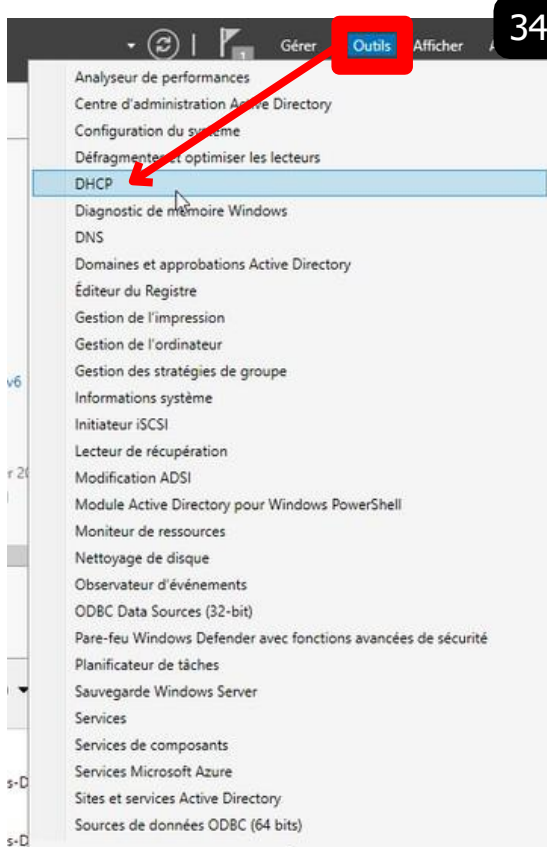 34
1
Gérer Outils Afficher A
Analyseur de performances
Centre d'administration Active Directory
Configuration du système
Défragmenter et optimiser les lecteurs
DHCP
Diagnostic de mémoire Windows
DNS
Domaines et approbations Active Directory
Éditeur du Registre
Gestion de l'impression
Gestion de l'ordinateur
Gestion des stratégies de groupe
v6
Informations système
Initiateur iSCSI
Lecteur de récupération
r 20
Modification ADSI
Module Active Directory pour Windows PowerShell
Moniteur de ressources
Nettoyage de disque
Observateur d'événements
ODBC Data Sources (32-bit)
Pare-feu Windows Defender avec fonctions avancées de sécurité
Planificateur de tâches
Sauvegarde Windows Server
Services
Services de composants
Services Microsoft Azure
s-D
Sites et services Active Directory
Sources de données ODBC (64 bits)
s-D